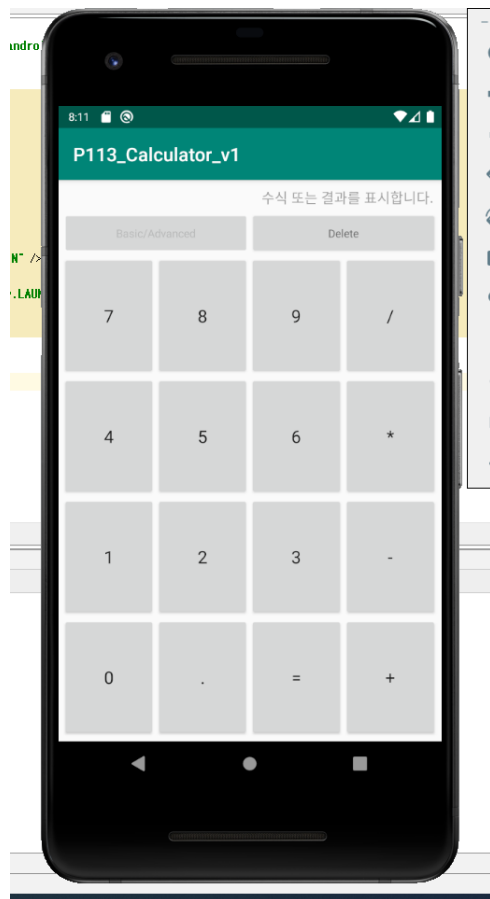 andro
8:11
P113_Calculator_v1
수식 또는 결과를 표시합니다.
Basic/Advanced Delete
N" />
.LAUN
7 8 9 /
4 5 6 *
1 2 3 -
0 . = +